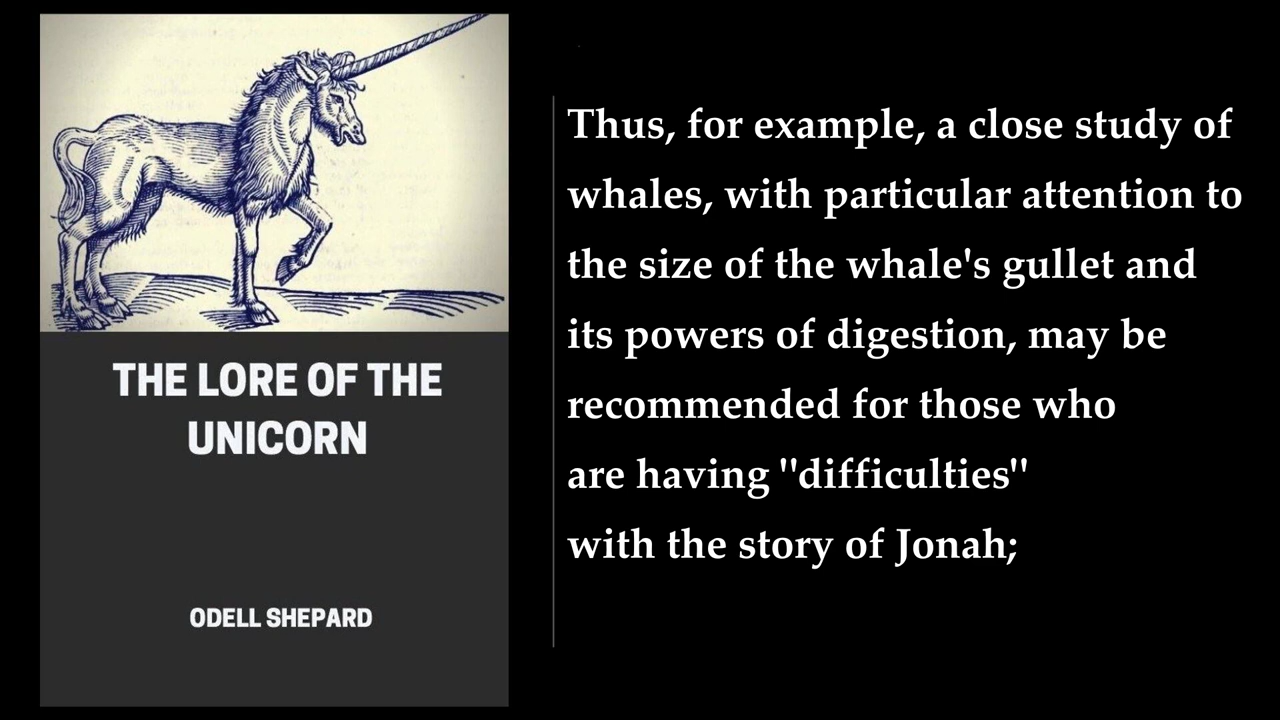 THE LORE OF THE
UNICORN
ODELL SHEPARD
Thus, for example, a close study of
whales, with particular attention to
the size of the whale's gullet and
its powers of digestion, may be
recommended for those who
are having "difficulties"
with the story of Jonah;